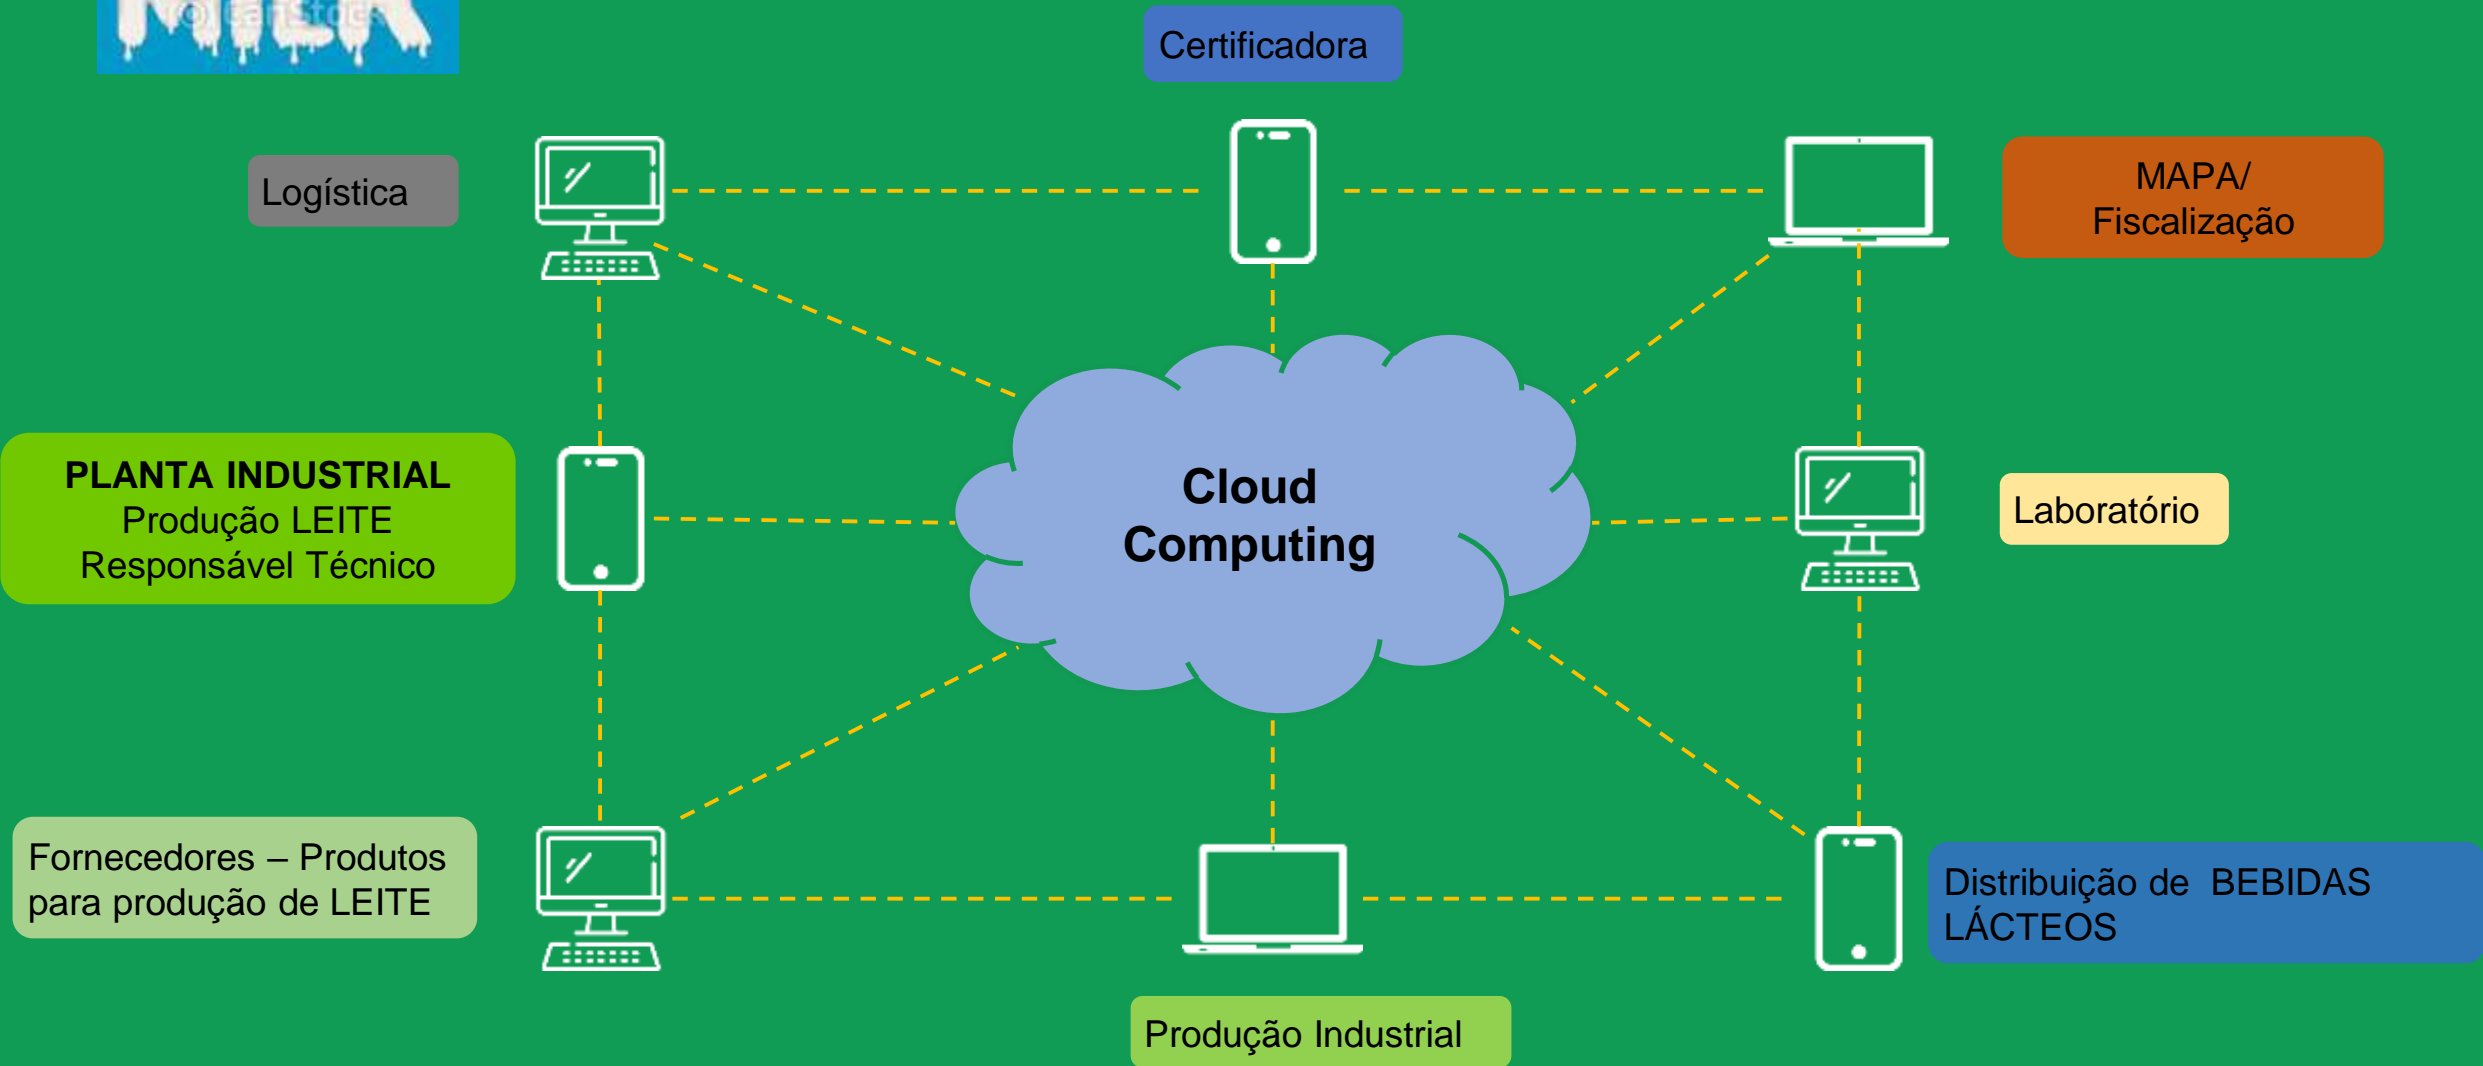 MILK
Certificadora
Logística
MAPA/
Fiscalização
PLANTA INDUSTRIAL
Produção LEITE
Responsável Técnico
Cloud
Computing
Laboratório
Fornecedores – Produtos
para produção de LEITE
Distribuição de BEBIDAS
LÁCTEOS
Produção Industrial